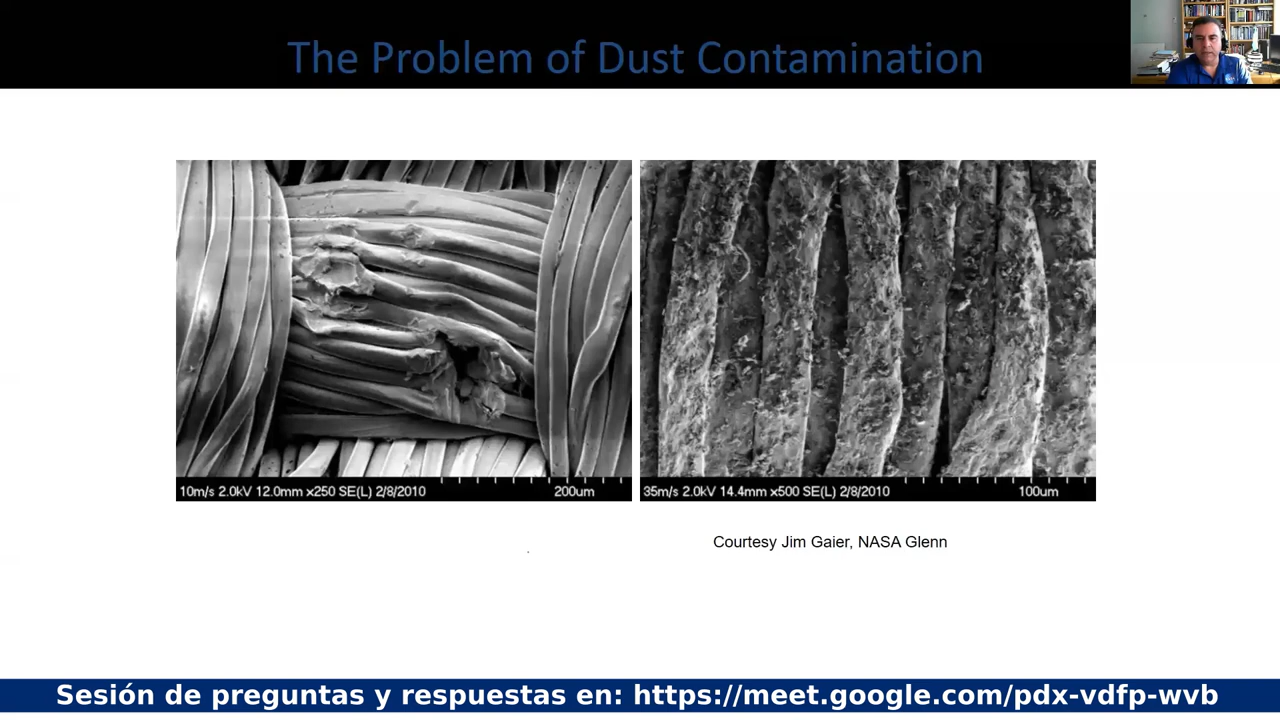 The Problem of Dust Contamination
10m/s 2.0kV 12.0mm x250 SE(L) 2/8/2010 200um
35m/s 2.0kV 14.4mm x500 SE(L) 2/8/2010 100um
Courtesy Jim Gaier, NASA Glenn
Sesión de preguntas y respuestas en: https://meet.google.com/pdx-vdfp-wvb